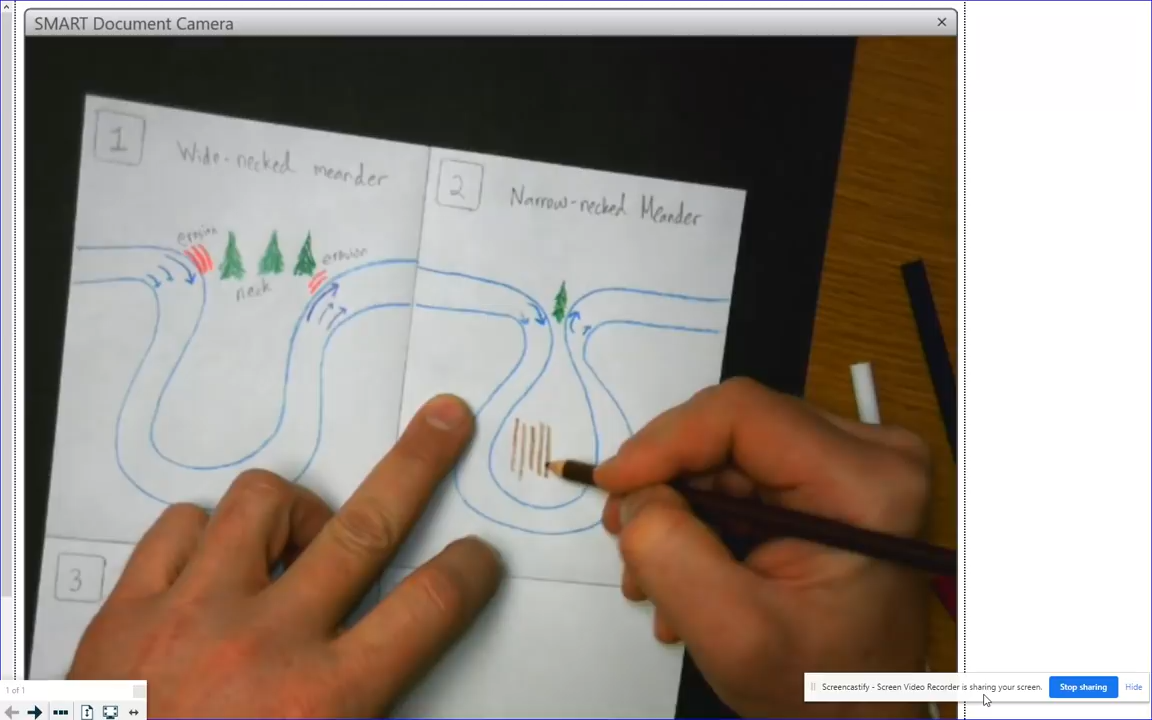 SMART Document Camera
1
Wide-necked meander
2
Narrow-necked Meander
erosion
erosion
neck
3
1 of 1
Screencastify - Screen Video Recorder is sharing your screen.
Stop sharing
Hide